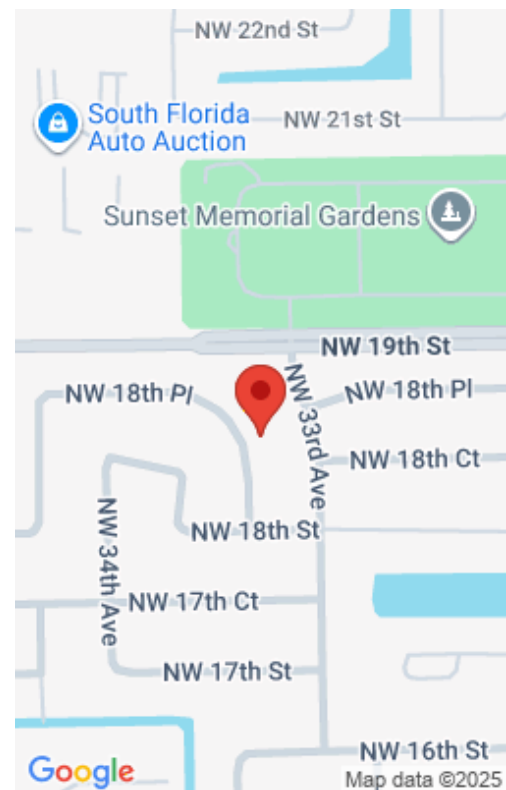 NW 22nd St
South Florida
Auto Auction
NW 21st St
Sunset Memorial Gardens
NW 19th St
NW 18th Pl
NW 33rd Ave
NW 18th Pl
NW 18th Ct
NW 34th Ave
NW 18th St
NW 17th Ct
NW 17th St
NW 16th St
Google
Map data ©2025